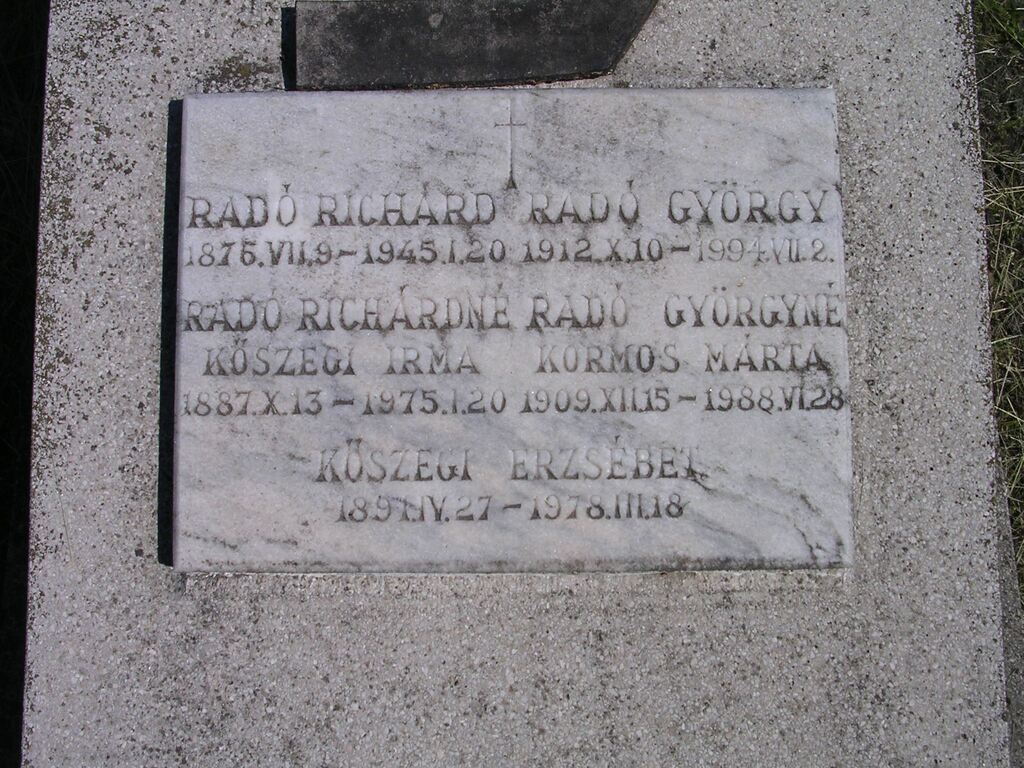 RADÓ RICHÁRD RADÓ GYÖRGY
1875.VII.9-1945.I.20 1912.X.10-1994.VII.2.
RADÓ RICHÁRDNÉ RADÓ GYÖRGYNÉ
KŐSZEGI IRMA KORMOS MÁRTA
1887.X.13-1975.I.20 1909.XII.15-1988.VI.28
KŐSZEGI ERZSÉBET
1891.IV.27-1978.III.18